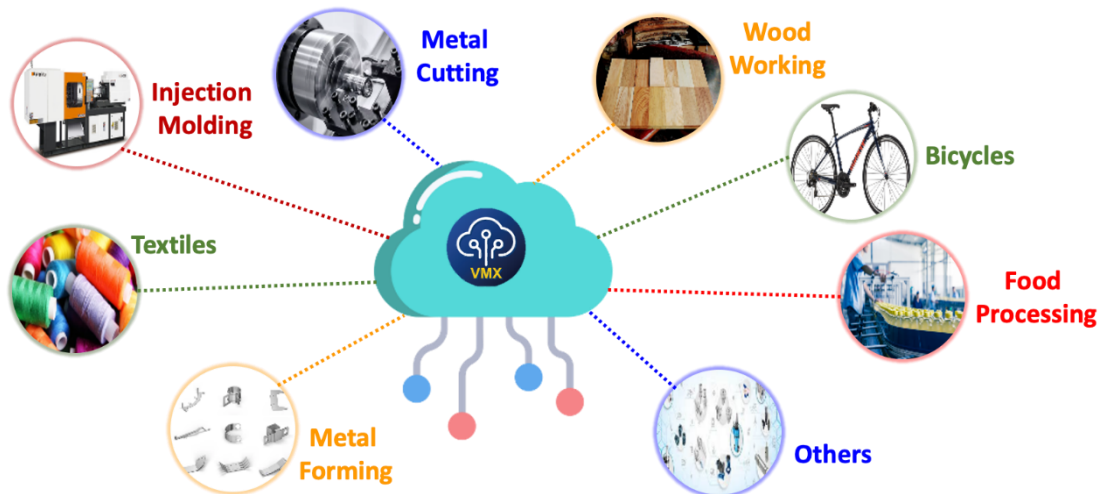 Metal
Cutting
Wood
Working
Injection
Molding
Bicycles
Textiles
VMX
Food
Processing
Metal
Forming
Others